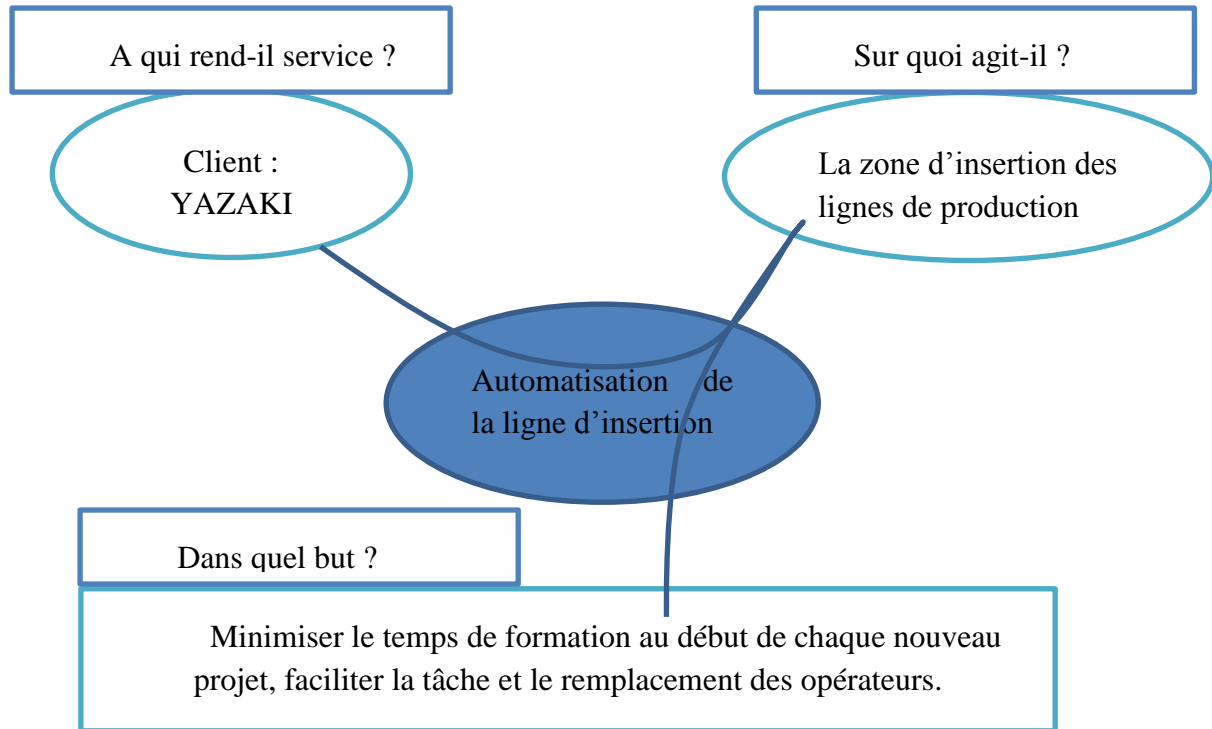 A qui rend-il service ?
Sur quoi agit-il ?
Client :
YAZAKI
La zone d’insertion des
lignes de production
Automatisation de
la ligne d’insertion
Dans quel but ?
Minimiser le temps de formation au début de chaque nouveau
projet, faciliter la tâche et le remplacement des opérateurs.